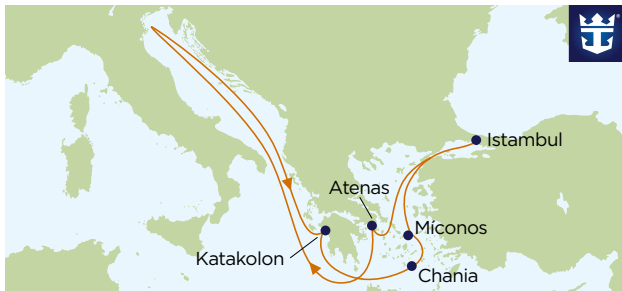 Istambul
Atenas
Míconos
Katakolon
Chania